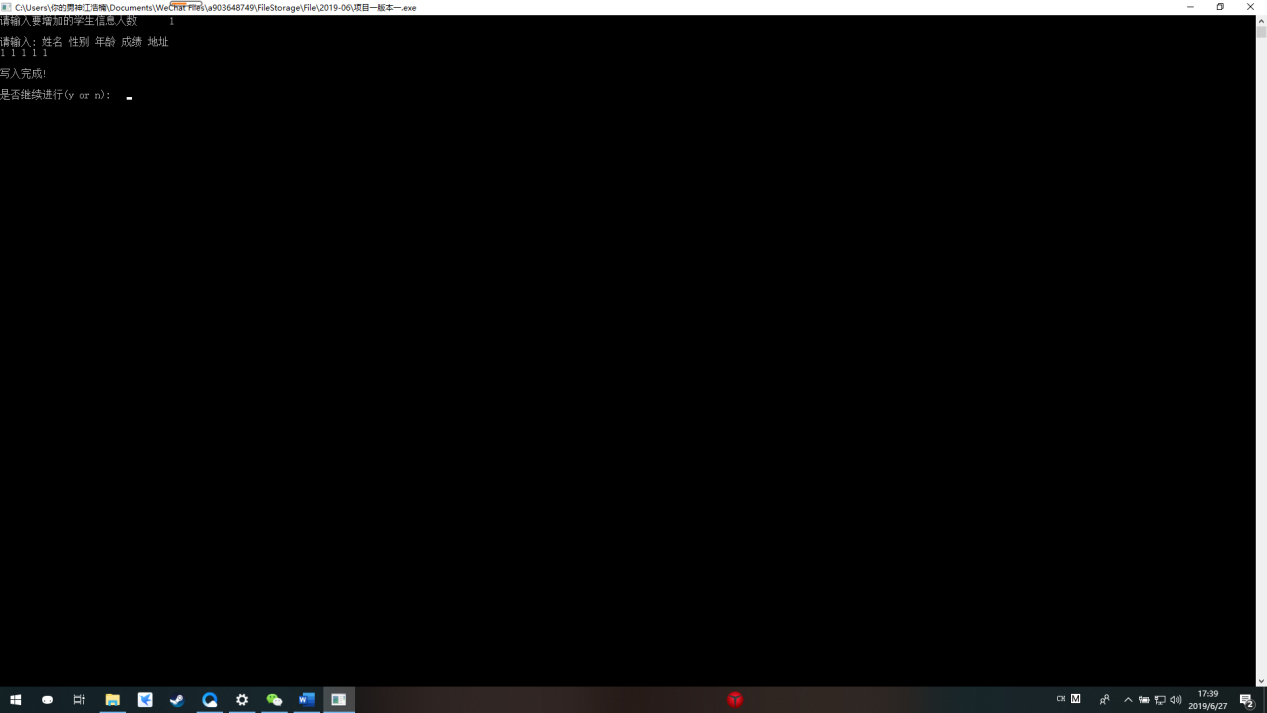 C:\Users\你的男神江浩楠\Documents\WeChat Files\a903648749\FileStorage\File\2019-06\项目一版本一.exe
请输入要增加的学生信息人数 1
请输入: 姓名 性别 年龄 成绩 地址
1 1 1 1 1
写入完成!
是否继续进行(y or n):
CH M
17:39
2019/6/27
2